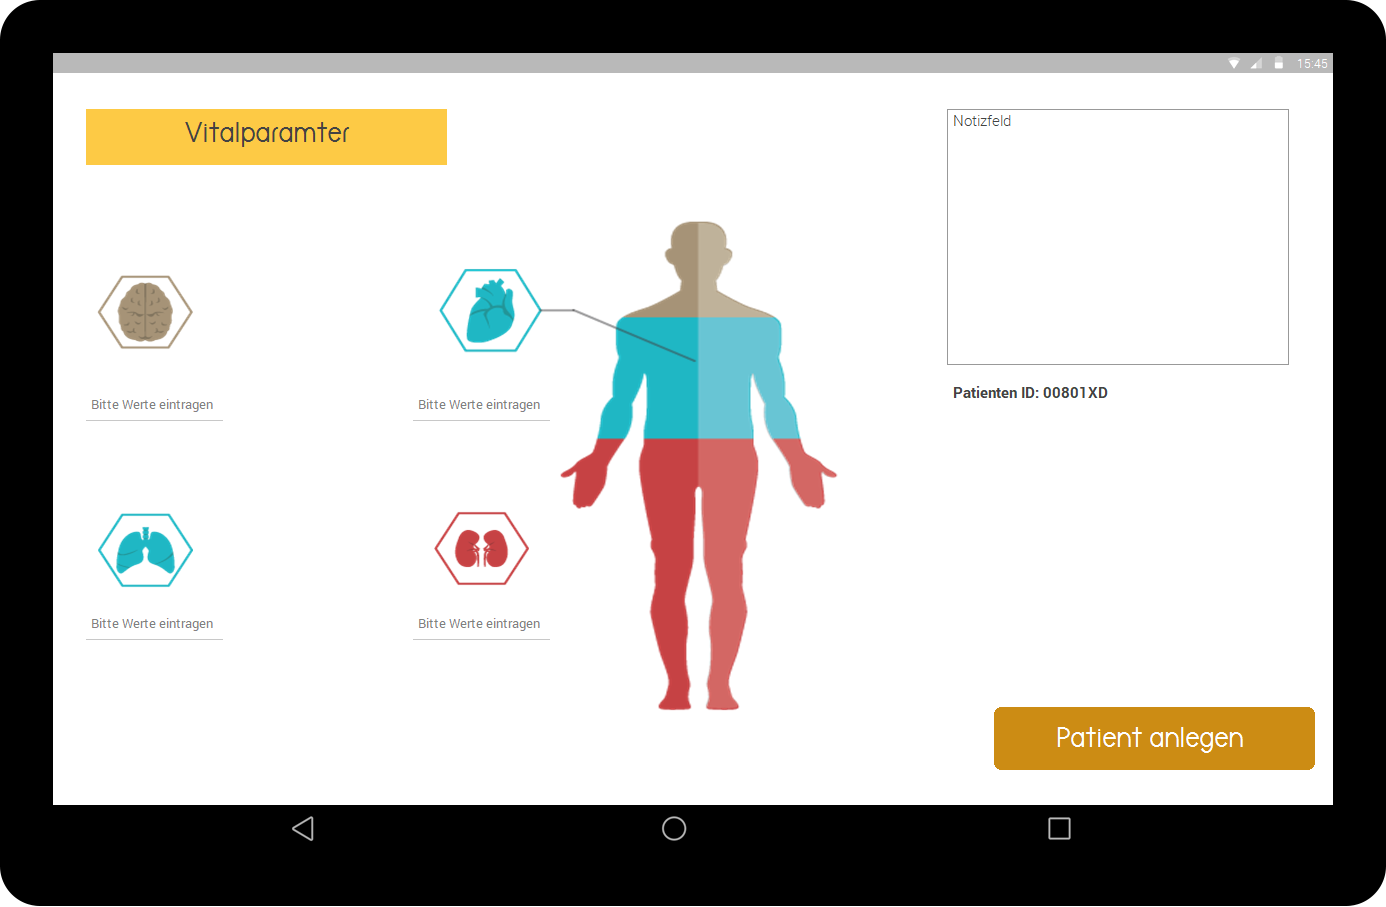 15:45
Vitalparamter
Notizfeld
Patienten ID: 00801XD
Bitte Werte eintragen
Bitte Werte eintragen
Bitte Werte eintragen
Bitte Werte eintragen
Patient anlegen